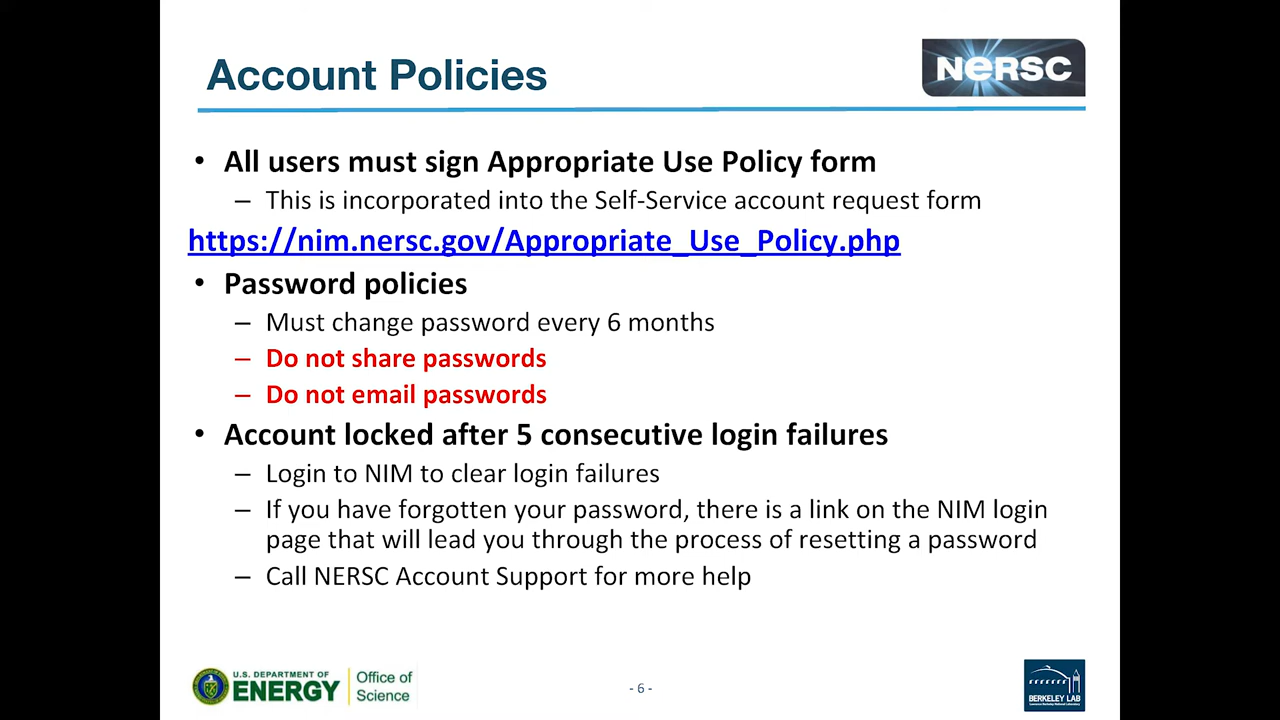 Account Policies
NERSC
• All users must sign Appropriate Use Policy form
– This is incorporated into the Self-Service account request form
https://nim.nersc.gov/Appropriate_Use_Policy.php
• Password policies
– Must change password every 6 months
– Do not share passwords
– Do not email passwords
• Account locked after 5 consecutive login failures
– Login to NIM to clear login failures
– If you have forgotten your password, there is a link on the NIM login
page that will lead you through the process of resetting a password
– Call NERSC Account Support for more help
U.S. DEPARTMENT OF
ENERGY
Office of
Science
- 6 -
BERKELEY LAB
Lawrence Berkeley National Laboratory